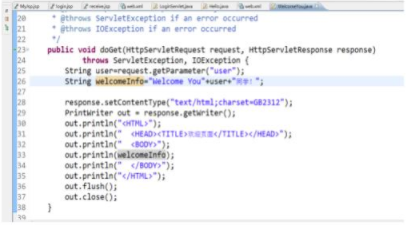 Myhp.jsp login.jsp receive.jsp web.xml LoginServlet.java Hello.java web.xml WelcomeYou.java
20 * @throws ServletException if an error occurred
21 * @throws IOException if an error occurred
22 */
23 public void doGet(HttpServletRequest request, HttpServletResponse response)
24 throws ServletException, IOException {
25 String user=request.getParameter("user");
26 String welcomeInfo="Welcome You"+user+"同学!";
28 response.setContentType("text/html;charset=GB2312");
29 PrintWriter out = response.getWriter();
30 out.println("<HTML>");
31 out.println(" <HEAD><TITLE>欢迎页面</TITLE></HEAD>");
32 out.println(" <BODY>");
33 out.println(welcomeInfo);
34 out.println(" </BODY>");
35 out.println("</HTML>");
36 out.flush();
37 out.close();
38 }
39